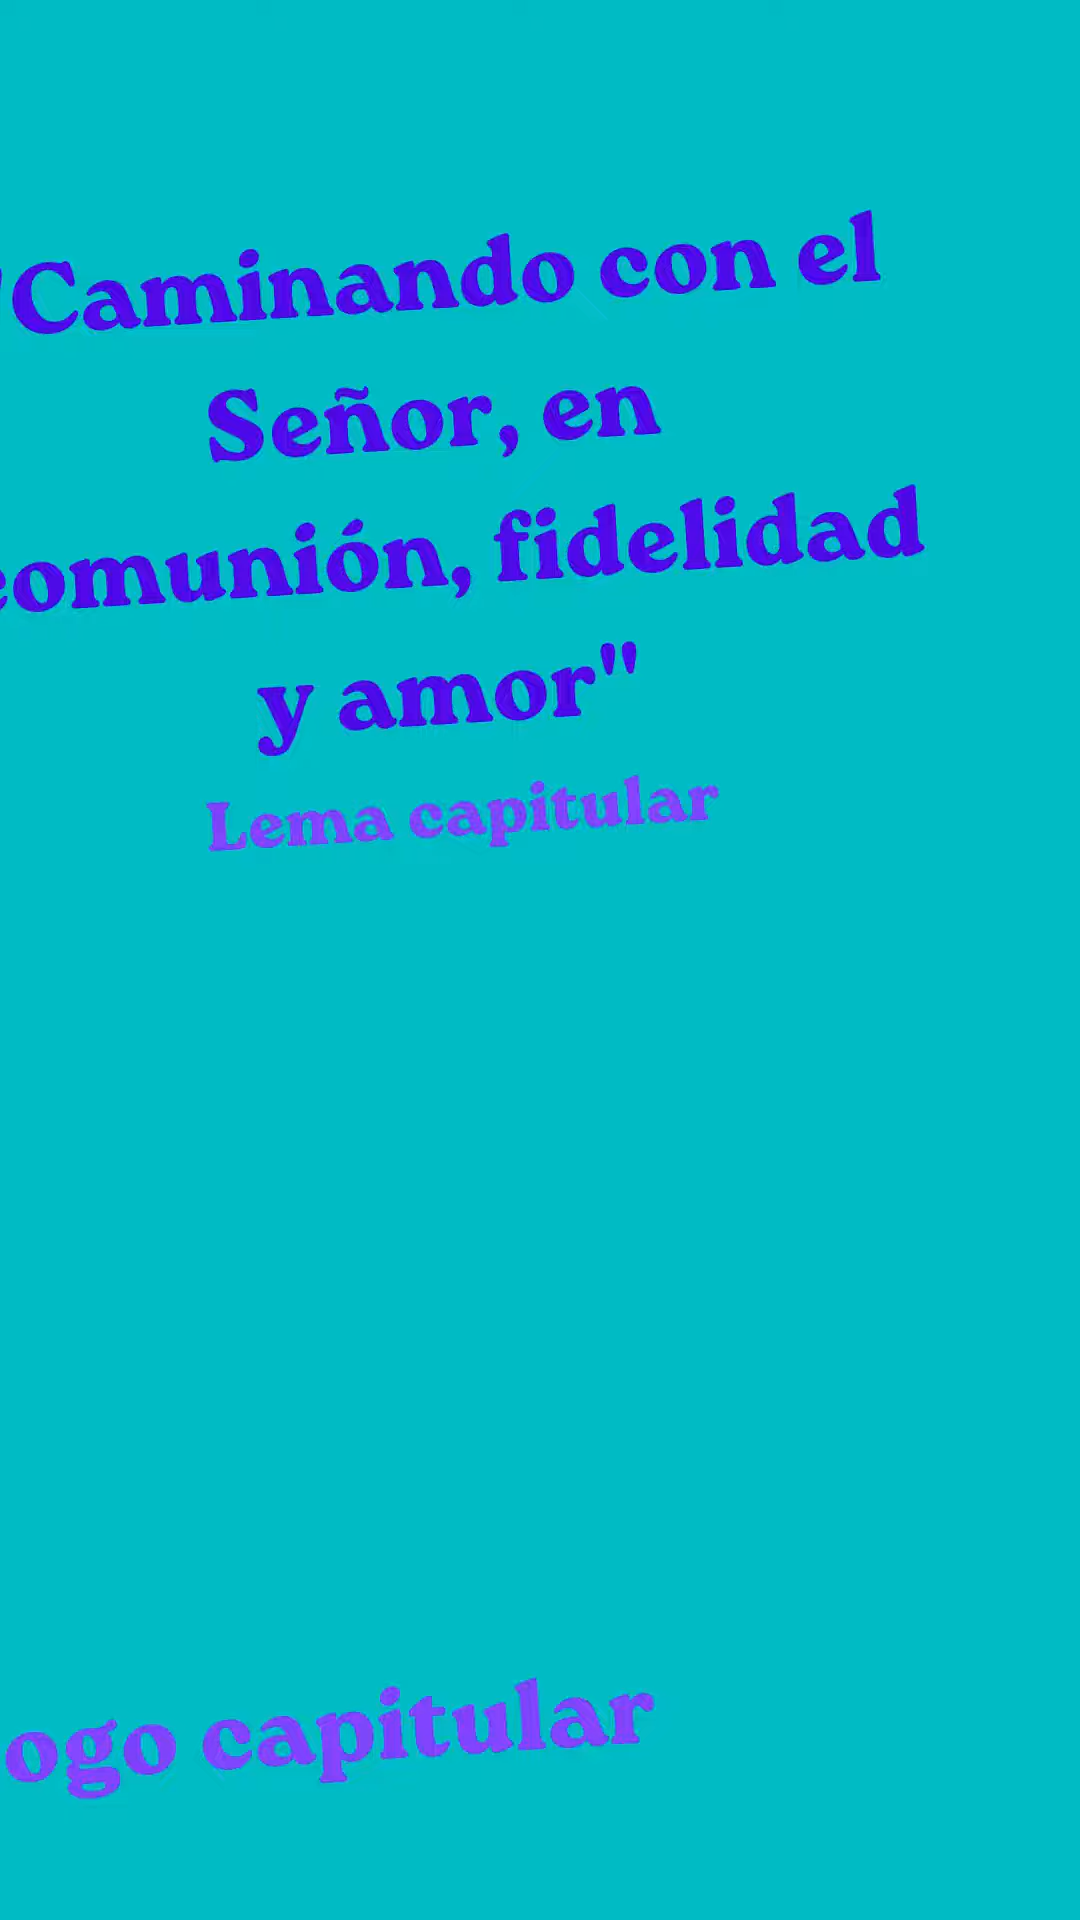 "Caminando con el
Señor, en
comunión, fidelidad
y amor"
Lema capitular
ogo capitular